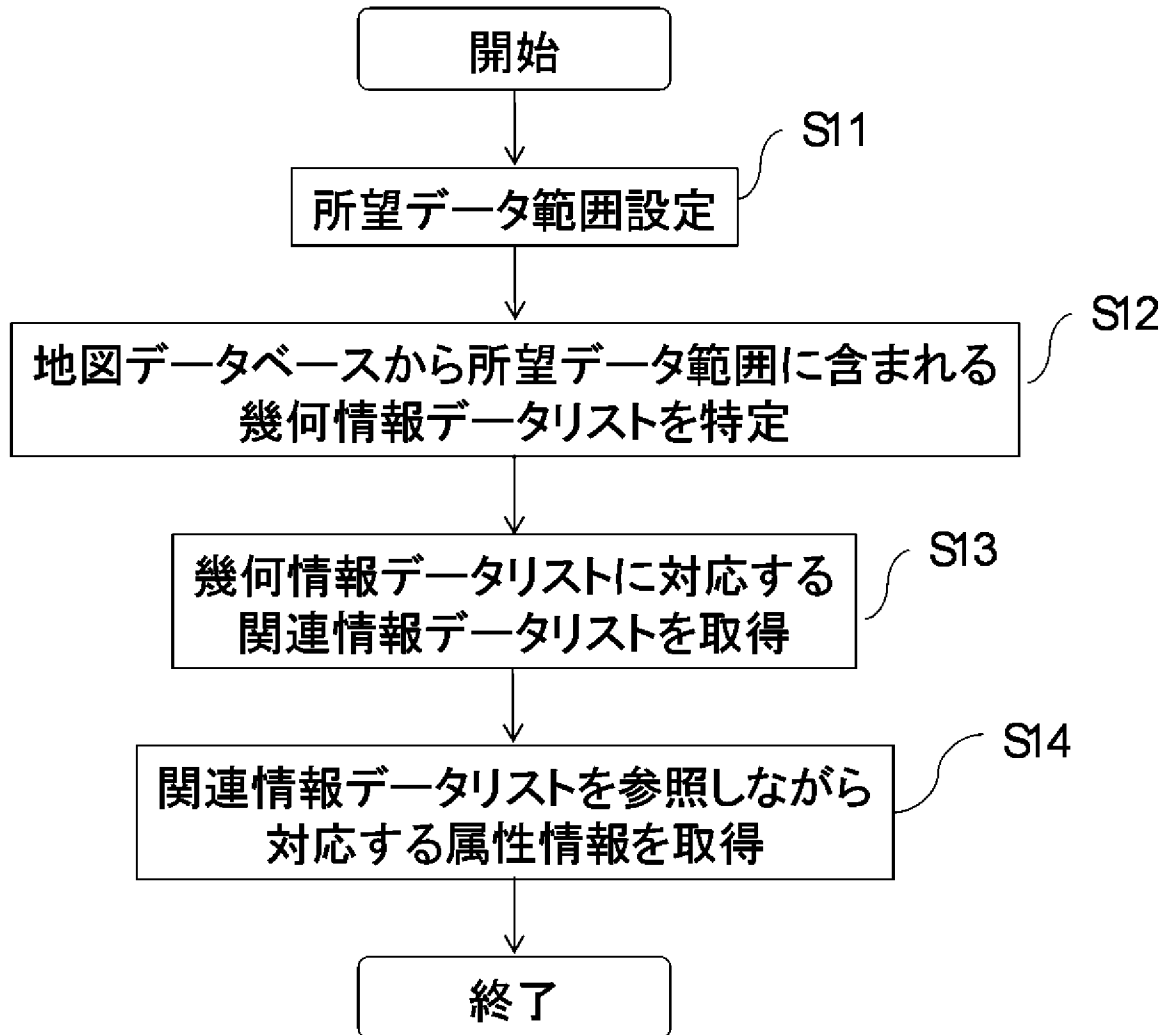 開始
S11
所望データ範囲設定
S12
地図データベースから所望データ範囲に含まれる
幾何情報データリストを特定
S13
幾何情報データリストに対応する
関連情報データリストを取得
S14
関連情報データリストを参照しながら
対応する属性情報を取得
終了